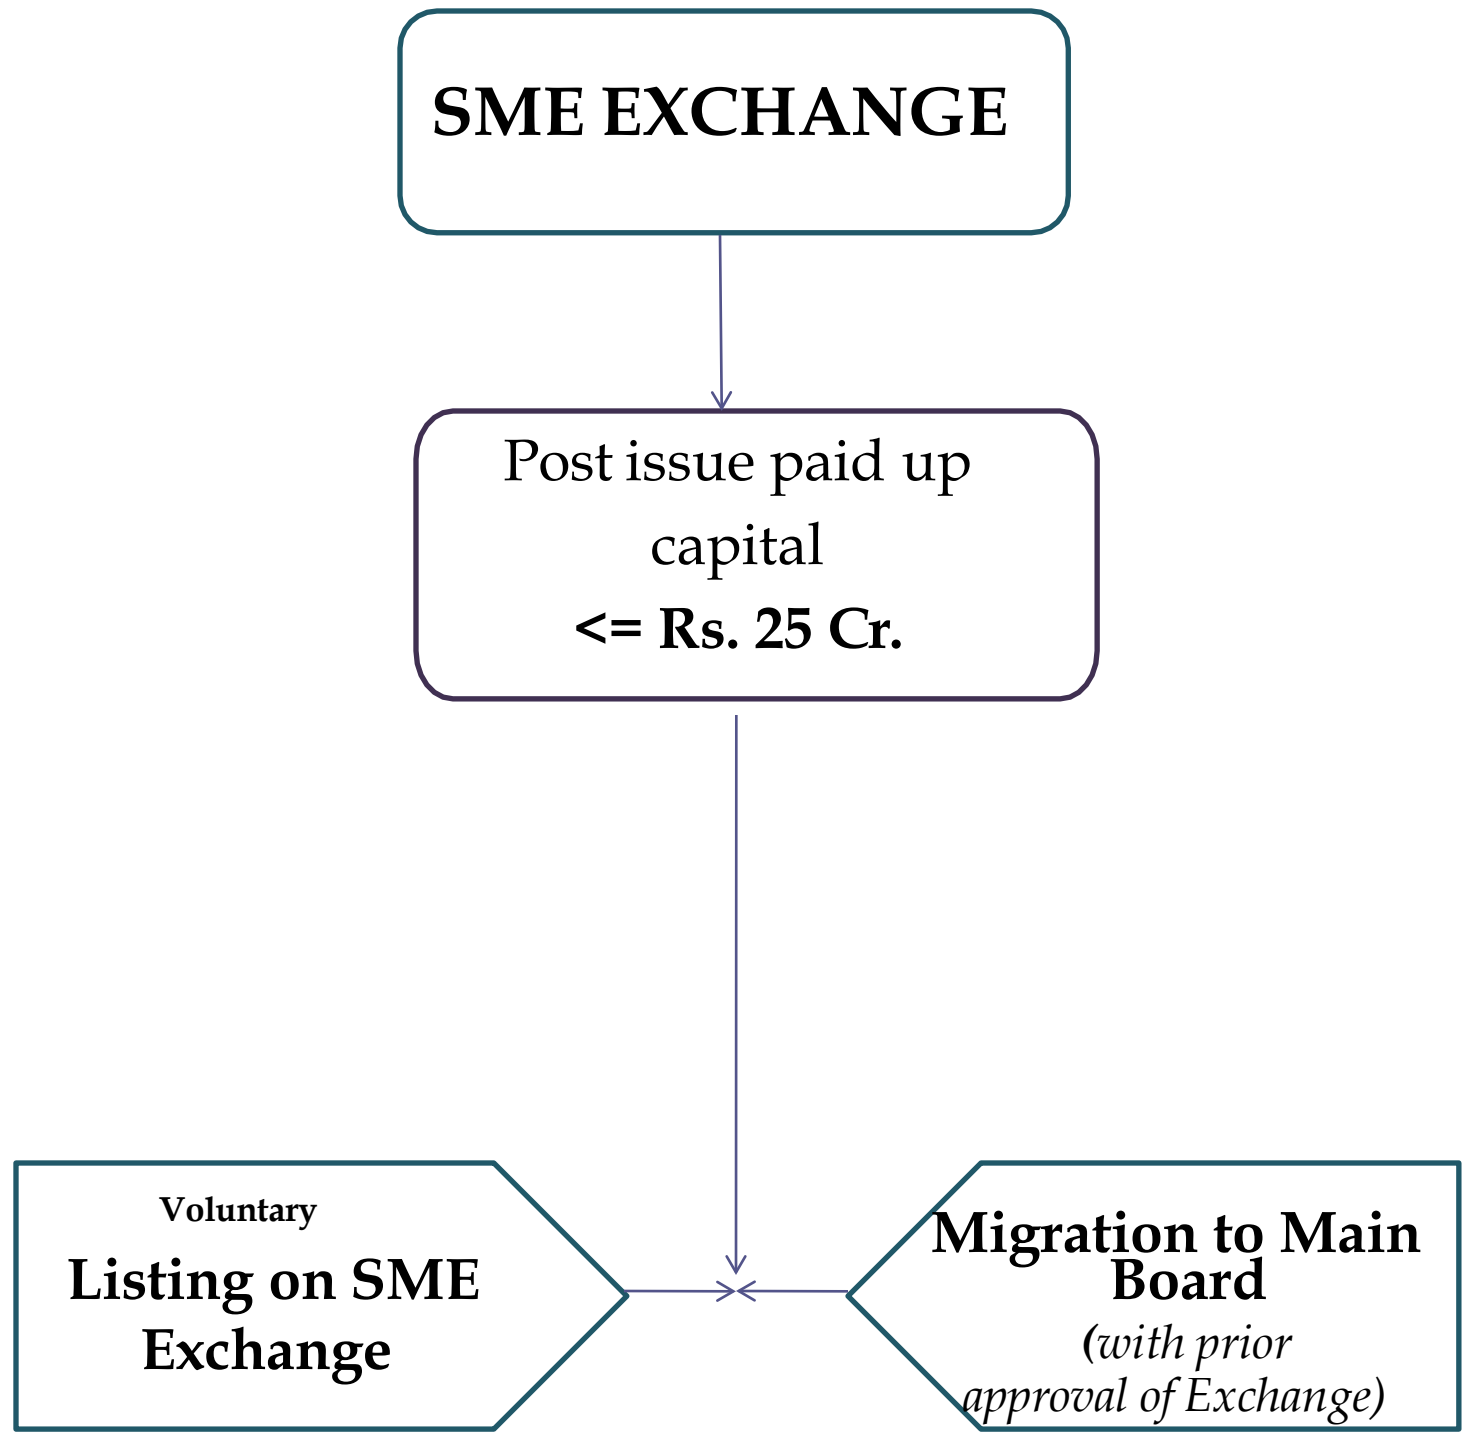 SME EXCHANGE
Post issue paid up
capital
<= Rs. 25 Cr.
Voluntary
Listing on SME
Exchange
Migration to Main
Board
(with prior
approval of Exchange)